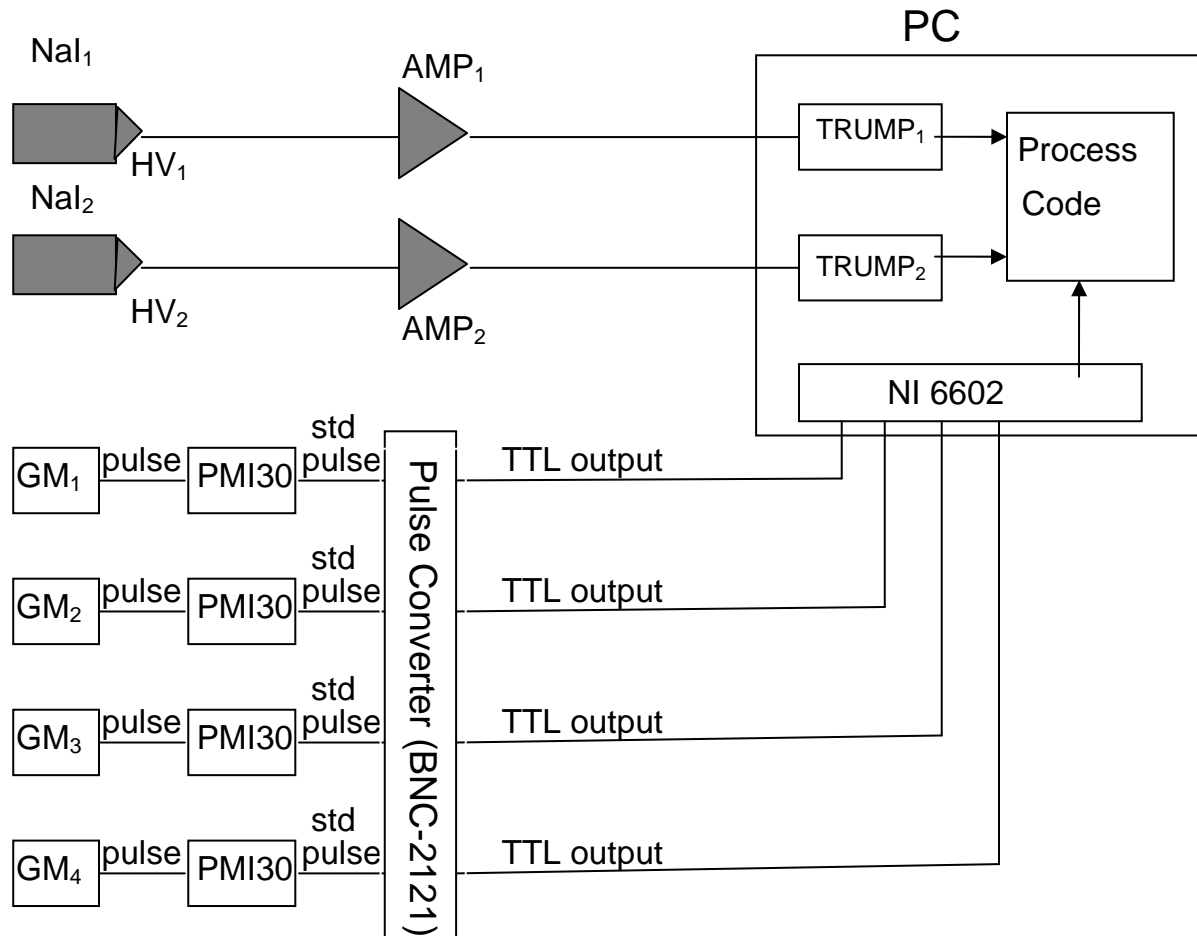 PC
NaI₁
AMP₁
HV₁
TRUMP₁
Process
Code
NaI₂
HV₂
AMP₂
TRUMP₂
NI 6602
GM₁
pulse
PMI30
std
pulse
TTL output
GM₂
pulse
PMI30
std
pulse
TTL output
GM₃
pulse
PMI30
std
pulse
TTL output
GM₄
pulse
PMI30
std
pulse
TTL output
Pulse Converter (BNC-2121)